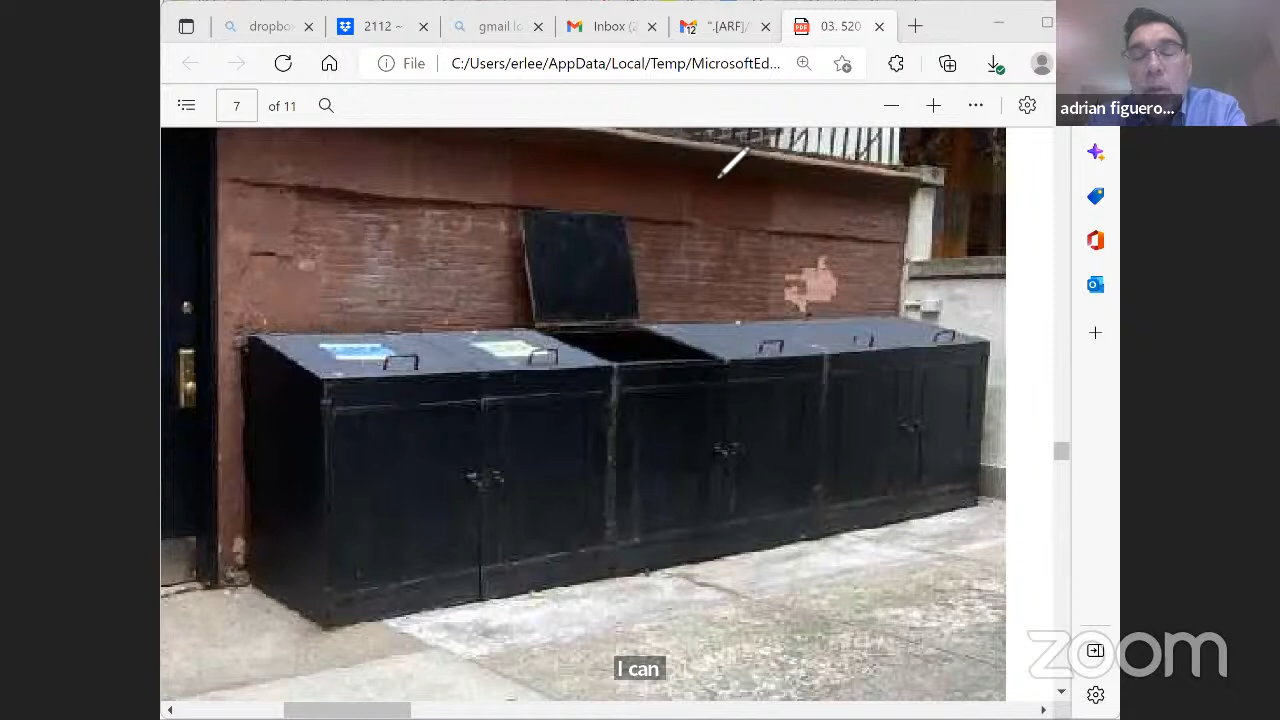 dropbo
2112 ~
gmail lo
Inbox (2
".[ARF]/
03. 520
File
C:/Users/erlee/AppData/Local/Temp/MicrosoftEd...
7
of 11
adrian figuero...
I can
zoom